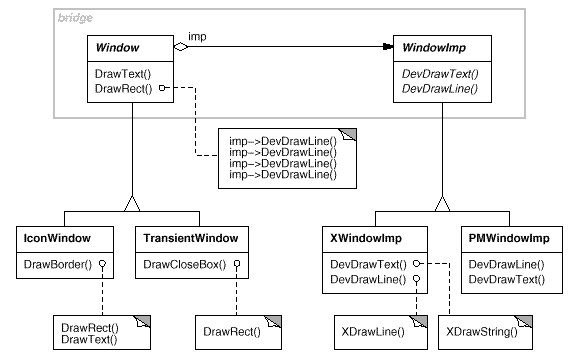 bridge
Window
imp
WindowImp
DrawText()
DrawRect()
DevDrawText()
DevDrawLine()
imp->DevDrawLine()
imp->DevDrawLine()
imp->DevDrawLine()
imp->DevDrawLine()
IconWindow
DrawBorder()
TransientWindow
DrawCloseBox()
XWindowImp
DevDrawText()
DevDrawLine()
PMWindowImp
DevDrawLine()
DevDrawText()
DrawRect()
DrawText()
DrawRect()
XDrawLine()
XDrawString()